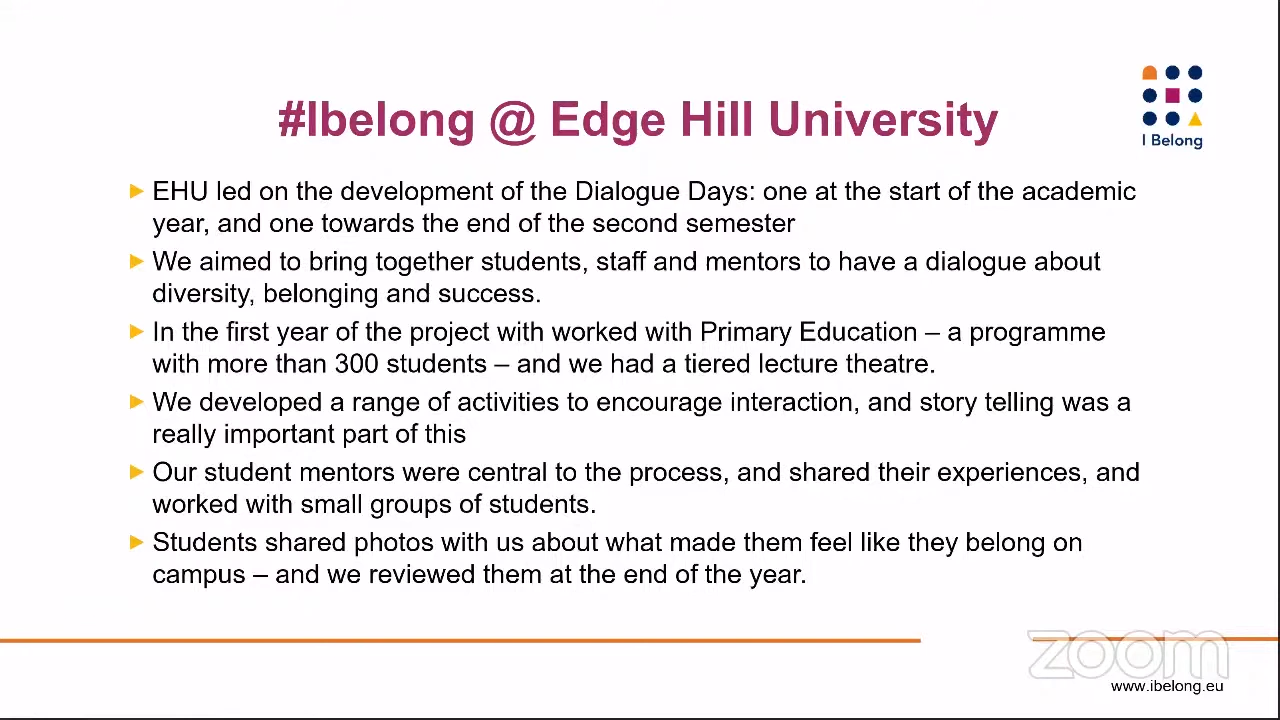 #Ibelong @ Edge Hill University
I Belong
EHU led on the development of the Dialogue Days: one at the start of the academic
year, and one towards the end of the second semester
We aimed to bring together students, staff and mentors to have a dialogue about
diversity, belonging and success.
In the first year of the project with worked with Primary Education – a programme
with more than 300 students – and we had a tiered lecture theatre.
We developed a range of activities to encourage interaction, and story telling was a
really important part of this
Our student mentors were central to the process, and shared their experiences, and
worked with small groups of students.
Students shared photos with us about what made them feel like they belong on
campus – and we reviewed them at the end of the year.
zoom
www.ibelong.eu